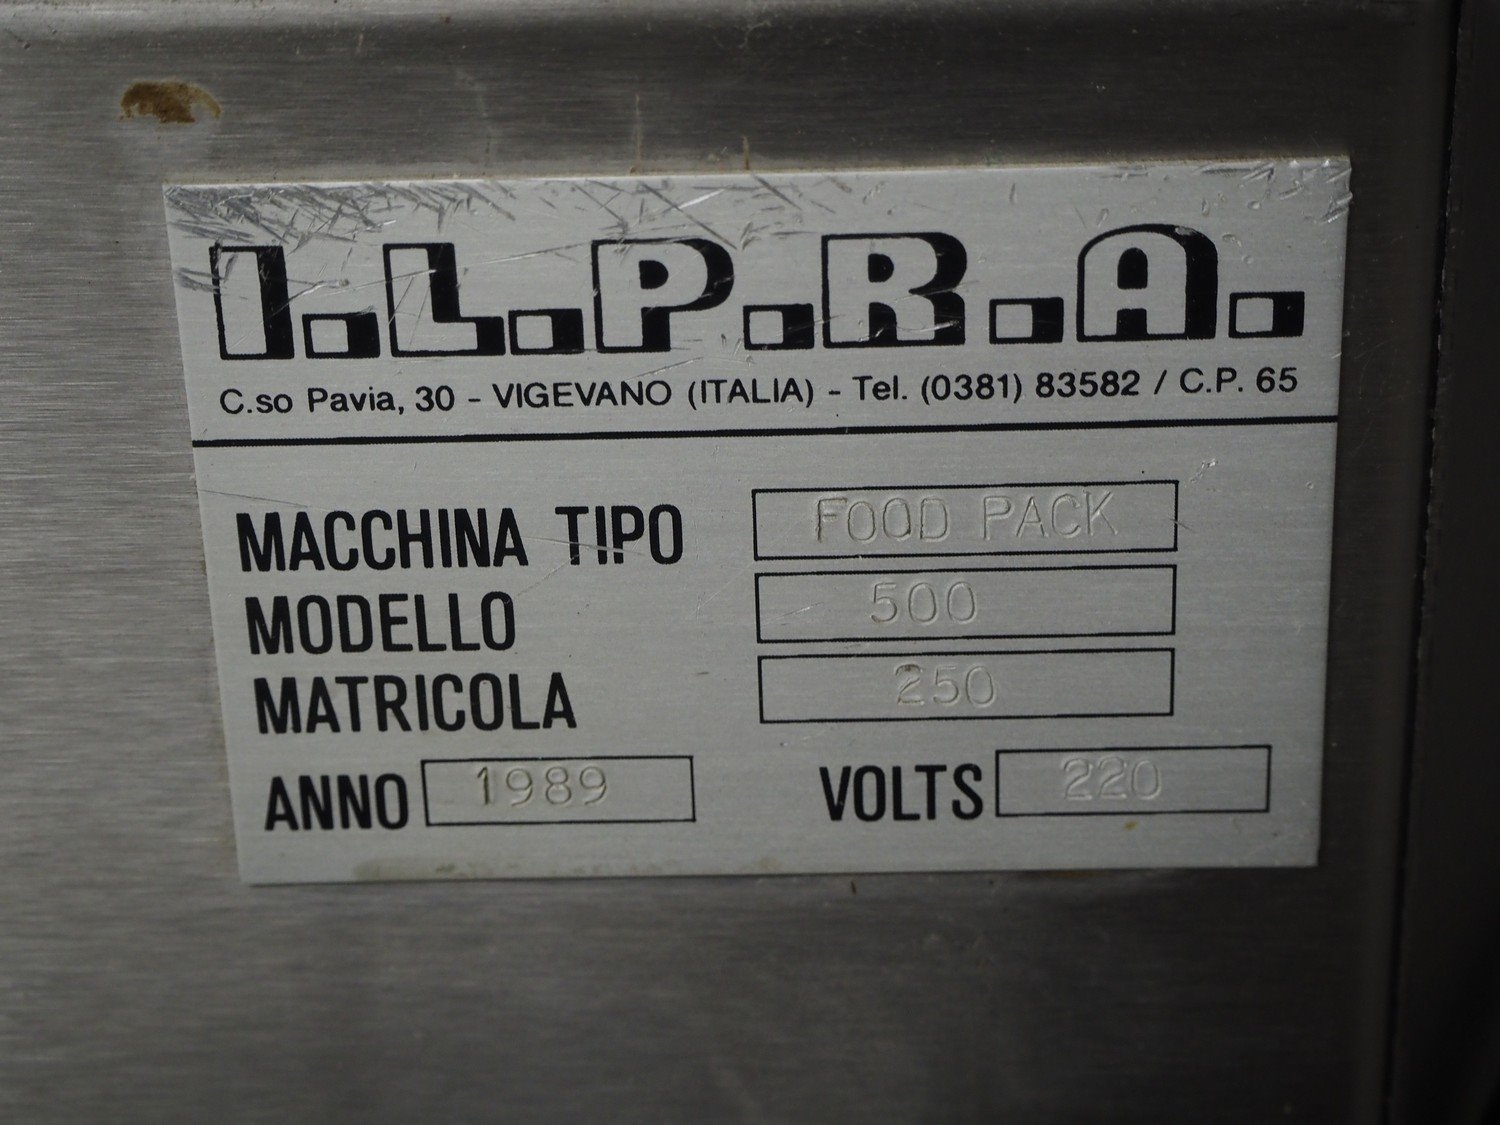 I.L.P.R.A.
C.so Pavia, 30 - VIGEVANO (ITALIA) - Tel. (0381) 83582 / C.P. 65
MACCHINA TIPO FOOD PACK
MODELLO 500
MATRICOLA 250
ANNO 1989 VOLTS 220